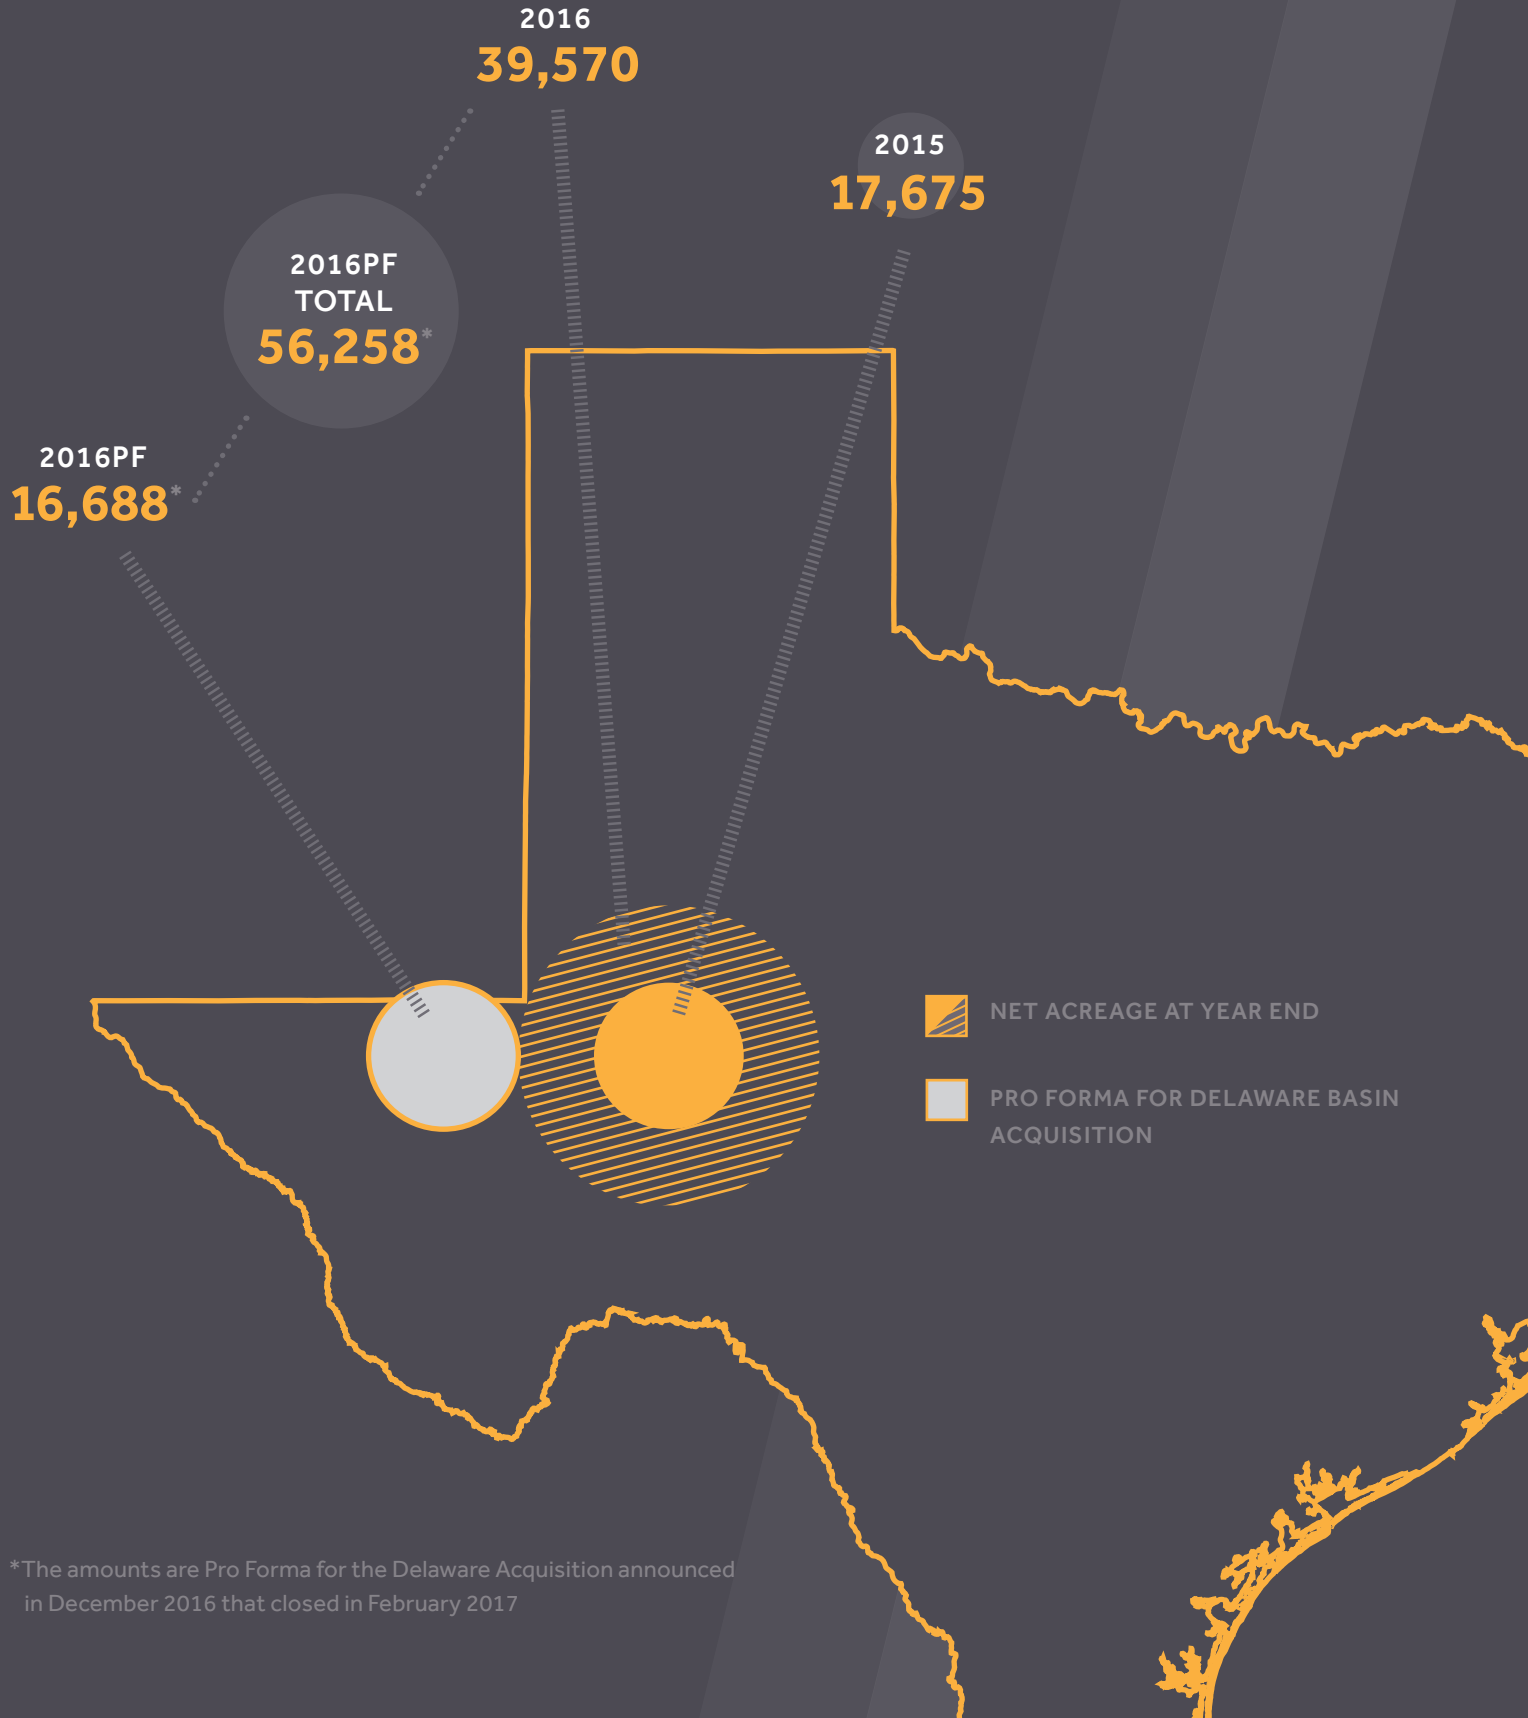 2016
39,570
2015
17,675
2016PF
TOTAL
56,258*
2016PF
16,688*
NET ACREAGE AT YEAR END
PRO FORMA FOR DELAWARE BASIN
ACQUISITION
*The amounts are Pro Forma for the Delaware Acquisition announced
in December 2016 that closed in February 2017